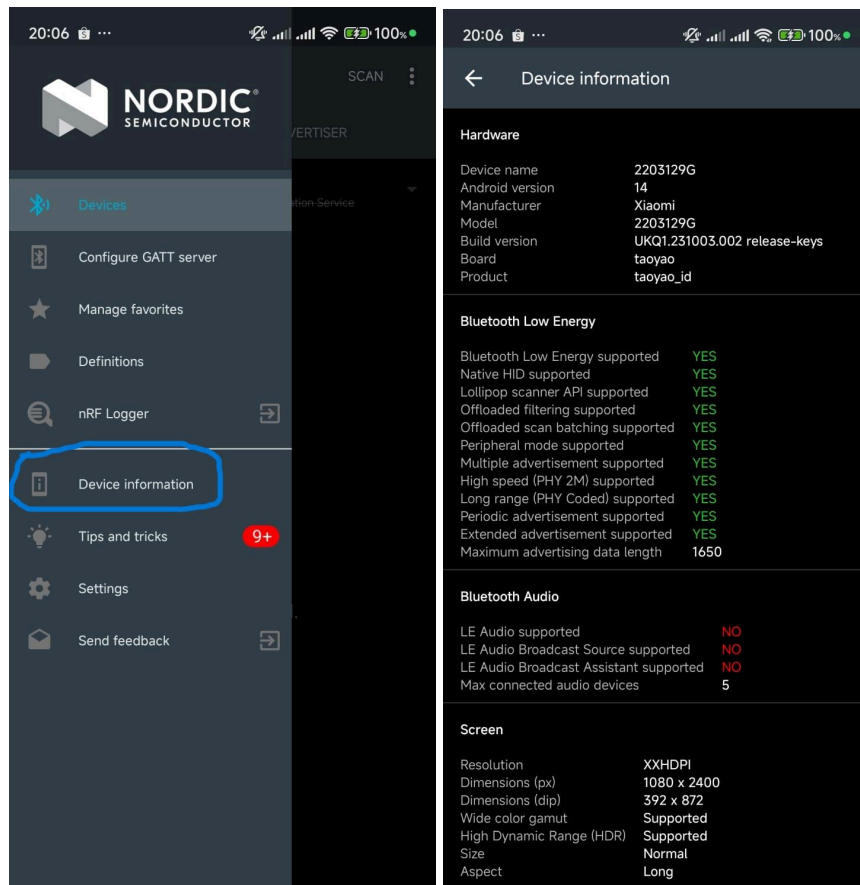 20:06 ... 100%
NORDIC®
SEMICONDUCTOR
SCAN
VERTISER
Devices
ation Service
Configure GATT server
Manage favorites
Definitions
nRF Logger
Device information
Tips and tricks 9+
Settings
Send feedback
20:06 ... 100%
Device information
Hardware
Device name 2203129G
Android version 14
Manufacturer Xiaomi
Model 2203129G
Build version UKQ1.231003.002 release-keys
Board taoyao
Product taoyao_id
Bluetooth Low Energy
Bluetooth Low Energy supported YES
Native HID supported YES
Lollipop scanner API supported YES
Offloaded filtering supported YES
Offloaded scan batching supported YES
Peripheral mode supported YES
Multiple advertisement supported YES
High speed (PHY 2M) supported YES
Long range (PHY Coded) supported YES
Periodic advertisement supported YES
Extended advertisement supported YES
Maximum advertising data length 1650
Bluetooth Audio
LE Audio supported NO
LE Audio Broadcast Source supported NO
LE Audio Broadcast Assistant supported NO
Max connected audio devices 5
Screen
Resolution XXHDPI
Dimensions (px) 1080 x 2400
Dimensions (dip) 392 x 872
Wide color gamut Supported
High Dynamic Range (HDR) Supported
Size Normal
Aspect Long